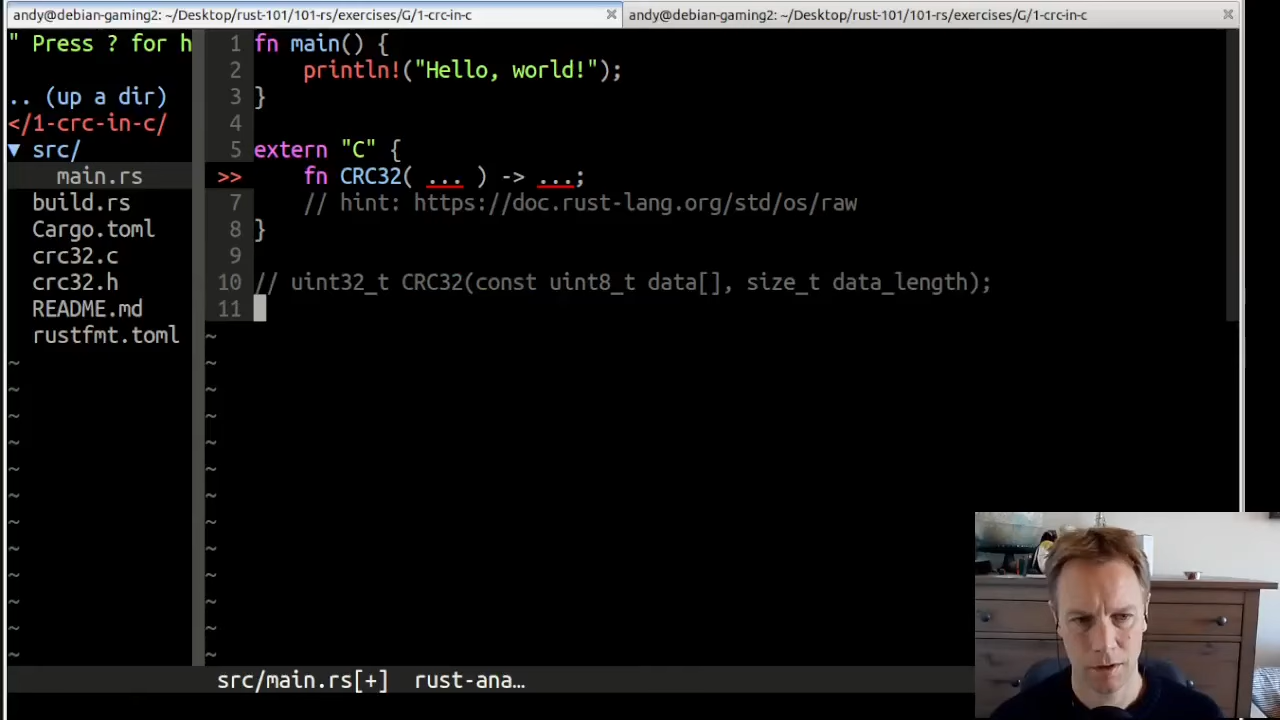 andy@debian-gaming2: ~/Desktop/rust-101/101-rs/exercises/G/1-crc-in-c
andy@debian-gaming2: ~/Desktop/rust-101/101-rs/exercises/G/1-crc-in-c
" Press ? for h
.. (up a dir)
</1-crc-in-c/
▼ src/
main.rs
build.rs
Cargo.toml
crc32.c
crc32.h
README.md
rustfmt.toml
1 fn main() {
2     println!("Hello, world!");
3 }
4
5 extern "C" {
>>     fn CRC32( ... ) -> ...;
7     // hint: https://doc.rust-lang.org/std/os/raw
8 }
9
10 // uint32_t CRC32(const uint8_t data[], size_t data_length);
11
src/main.rs[+]  rust-ana…